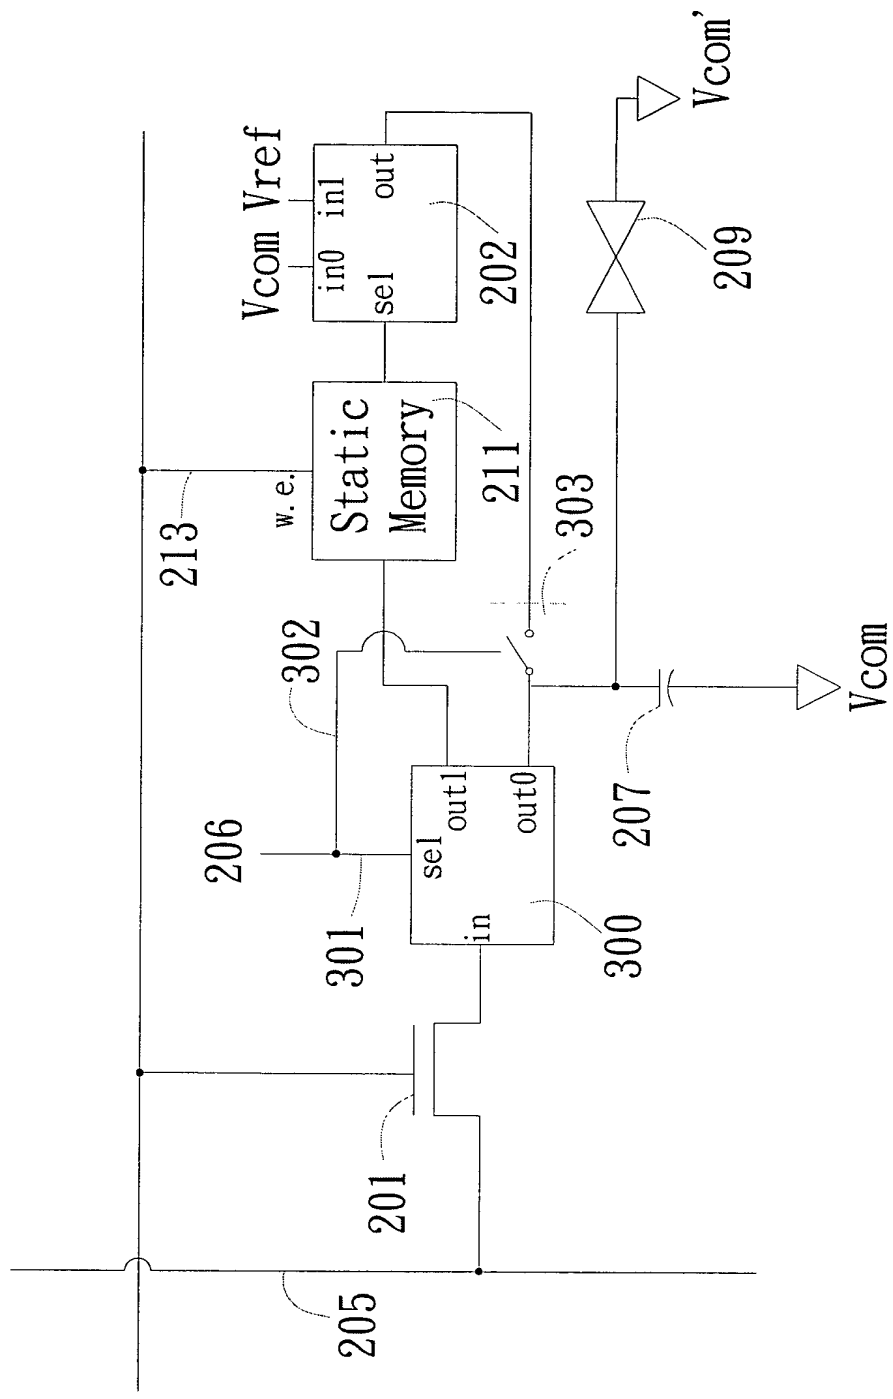 Vcom
Vref
in0
in1
sel
out
202
Vcom'
209
213
w.e.
Static
Memory
211
303
302
206
301
sel
out1
out0
in
300
207
Vcom
201
205